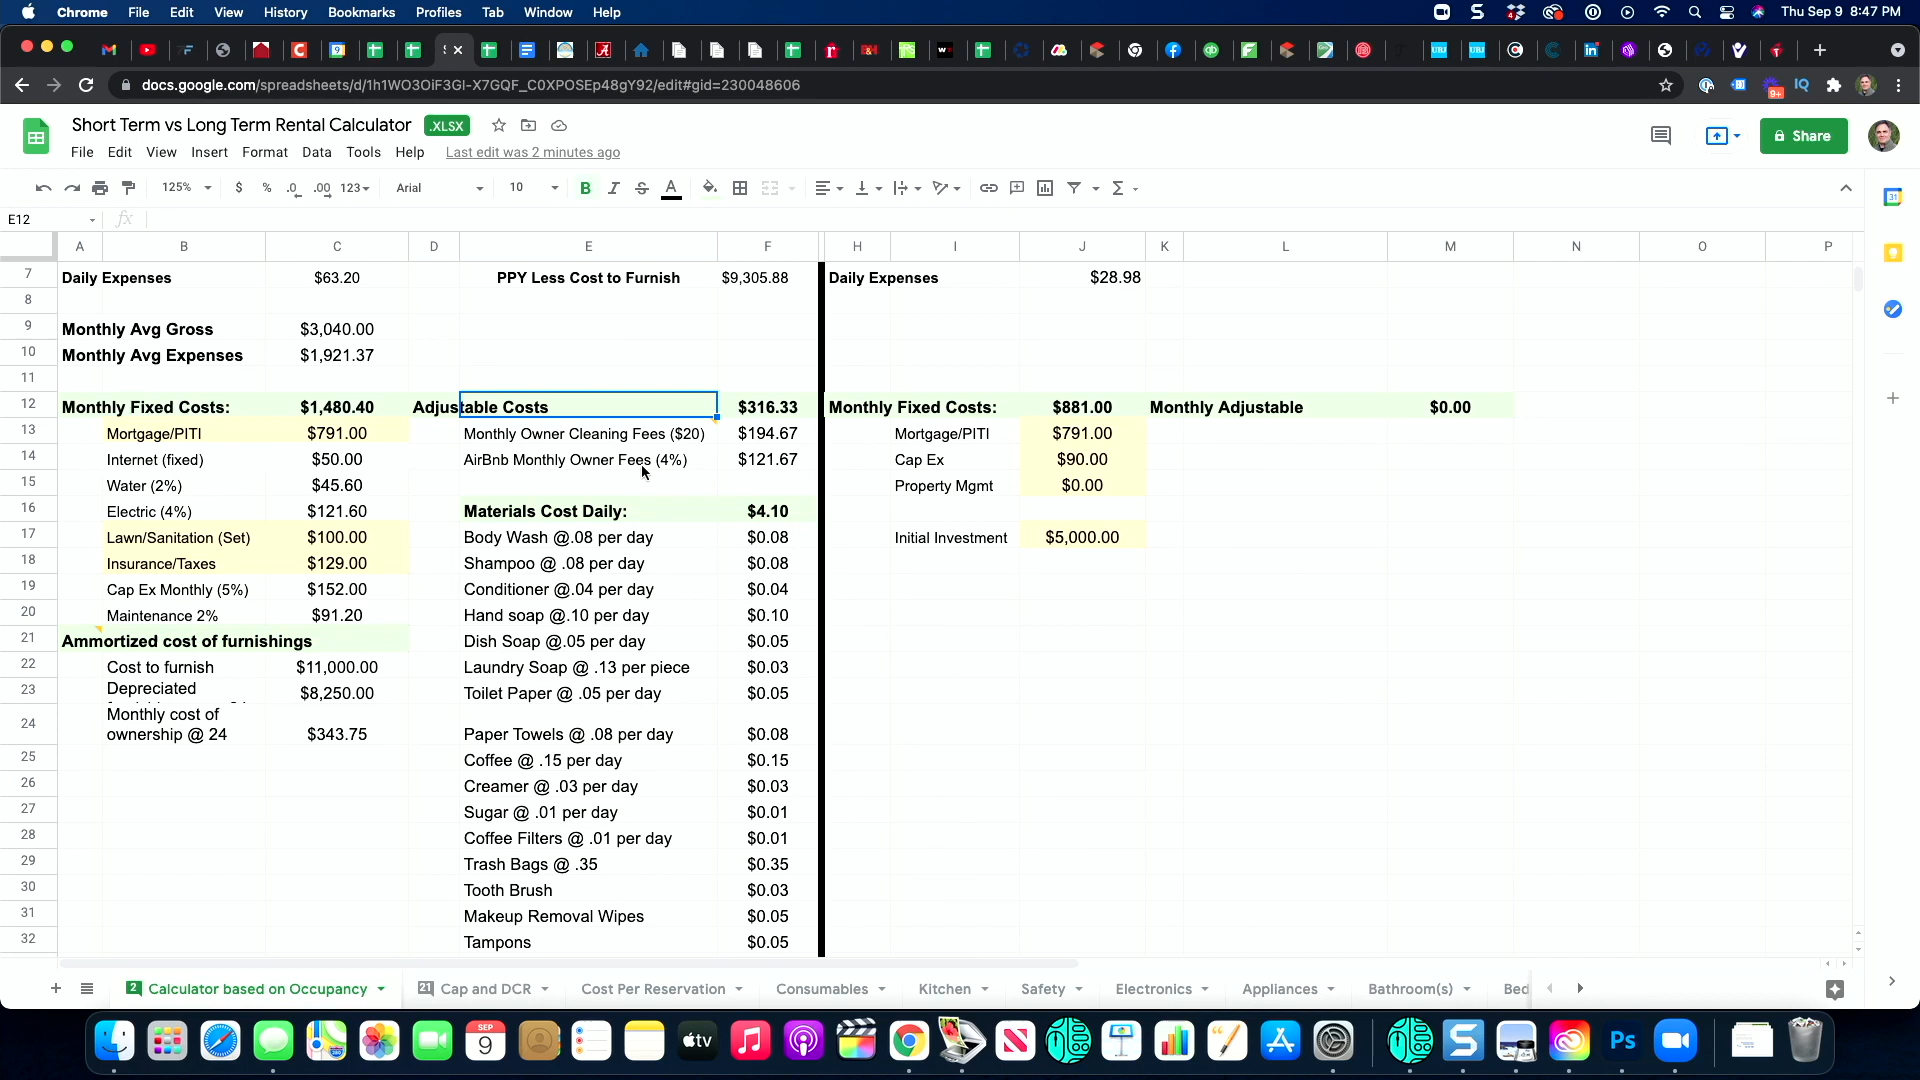 Chrome File Edit View History Bookmarks Profiles Tab Window Help Thu Sep 9 8:47 PM
docs.google.com/spreadsheets/d/1h1WO3OiF3GI-X7GQF_C0XPOSEp48gY92/edit#gid=230048606
Short Term vs Long Term Rental Calculator .XLSX
Share
File Edit View Insert Format Data Tools Help Last edit was 2 minutes ago
125% $ % .0 .00 123 Arial 10 B I S A
E12 fx
A B C D E F H I J K L M N O P
7 Daily Expenses $63.20 PPY Less Cost to Furnish $9,305.88 Daily Expenses $28.98
8
9 Monthly Avg Gross $3,040.00
10 Monthly Avg Expenses $1,921.37
11
12 Monthly Fixed Costs: $1,480.40 Adjustable Costs $316.33 Monthly Fixed Costs: $881.00 Monthly Adjustable $0.00
13 Mortgage/PITI $791.00 Monthly Owner Cleaning Fees ($20) $194.67 Mortgage/PITI $791.00
14 Internet (fixed) $50.00 AirBnb Monthly Owner Fees (4%) $121.67 Cap Ex $90.00
15 Water (2%) $45.60 Property Mgmt $0.00
16 Electric (4%) $121.60 Materials Cost Daily: $4.10
17 Lawn/Sanitation (Set) $100.00 Body Wash @.08 per day $0.08 Initial Investment $5,000.00
18 Insurance/Taxes $129.00 Shampoo @ .08 per day $0.08
19 Cap Ex Monthly (5%) $152.00 Conditioner @.04 per day $0.04
20 Maintenance 2% $91.20 Hand soap @.10 per day $0.10
21 Ammortized cost of furnishings Dish Soap @.05 per day $0.05
22 Cost to furnish $11,000.00 Laundry Soap @ .13 per piece $0.03
23 Depreciated $8,250.00 Toilet Paper @ .05 per day $0.05
Monthly cost of
24 ownership @ 24 $343.75 Paper Towels @ .08 per day $0.08
25 Coffee @ .15 per day $0.15
26 Creamer @ .03 per day $0.03
27 Sugar @ .01 per day $0.01
28 Coffee Filters @ .01 per day $0.01
29 Trash Bags @ .35 $0.35
30 Tooth Brush $0.03
31 Makeup Removal Wipes $0.05
32 Tampons $0.05
2 Calculator based on Occupancy 21 Cap and DCR Cost Per Reservation Consumables Kitchen Safety Electronics Appliances Bathroom(s) Bed
SEP
9
tv
S
Ps